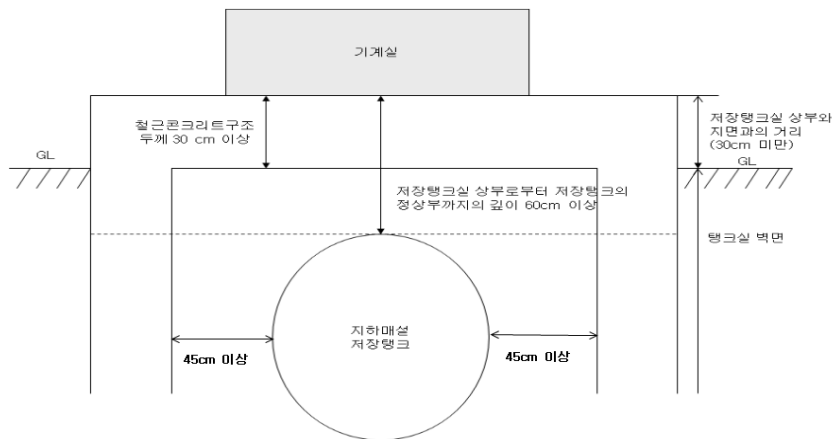 기계실
철근콘크리트구조
두께 30 cm 이상
저장탱크실 상부와
지면과의 거리
(30cm 미만)
GL
GL
저장탱크실 상부로부터 저장탱크의
정상부까지의 깊이 60cm 이상
탱크실 벽면
지하매설
저장탱크
45cm 이상
45cm 이상